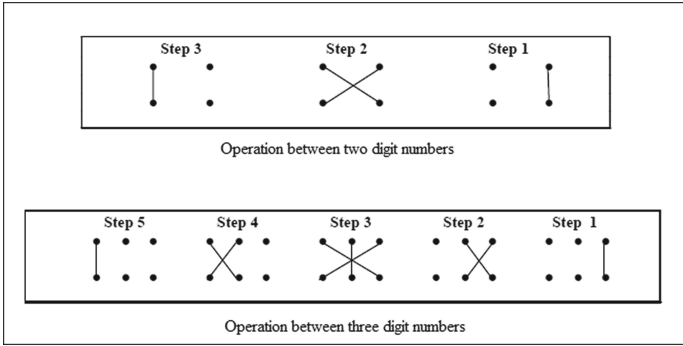 Step 3 Step 2 Step 1
Operation between two digit numbers
Step 5 Step 4 Step 3 Step 2 Step 1
Operation between three digit numbers